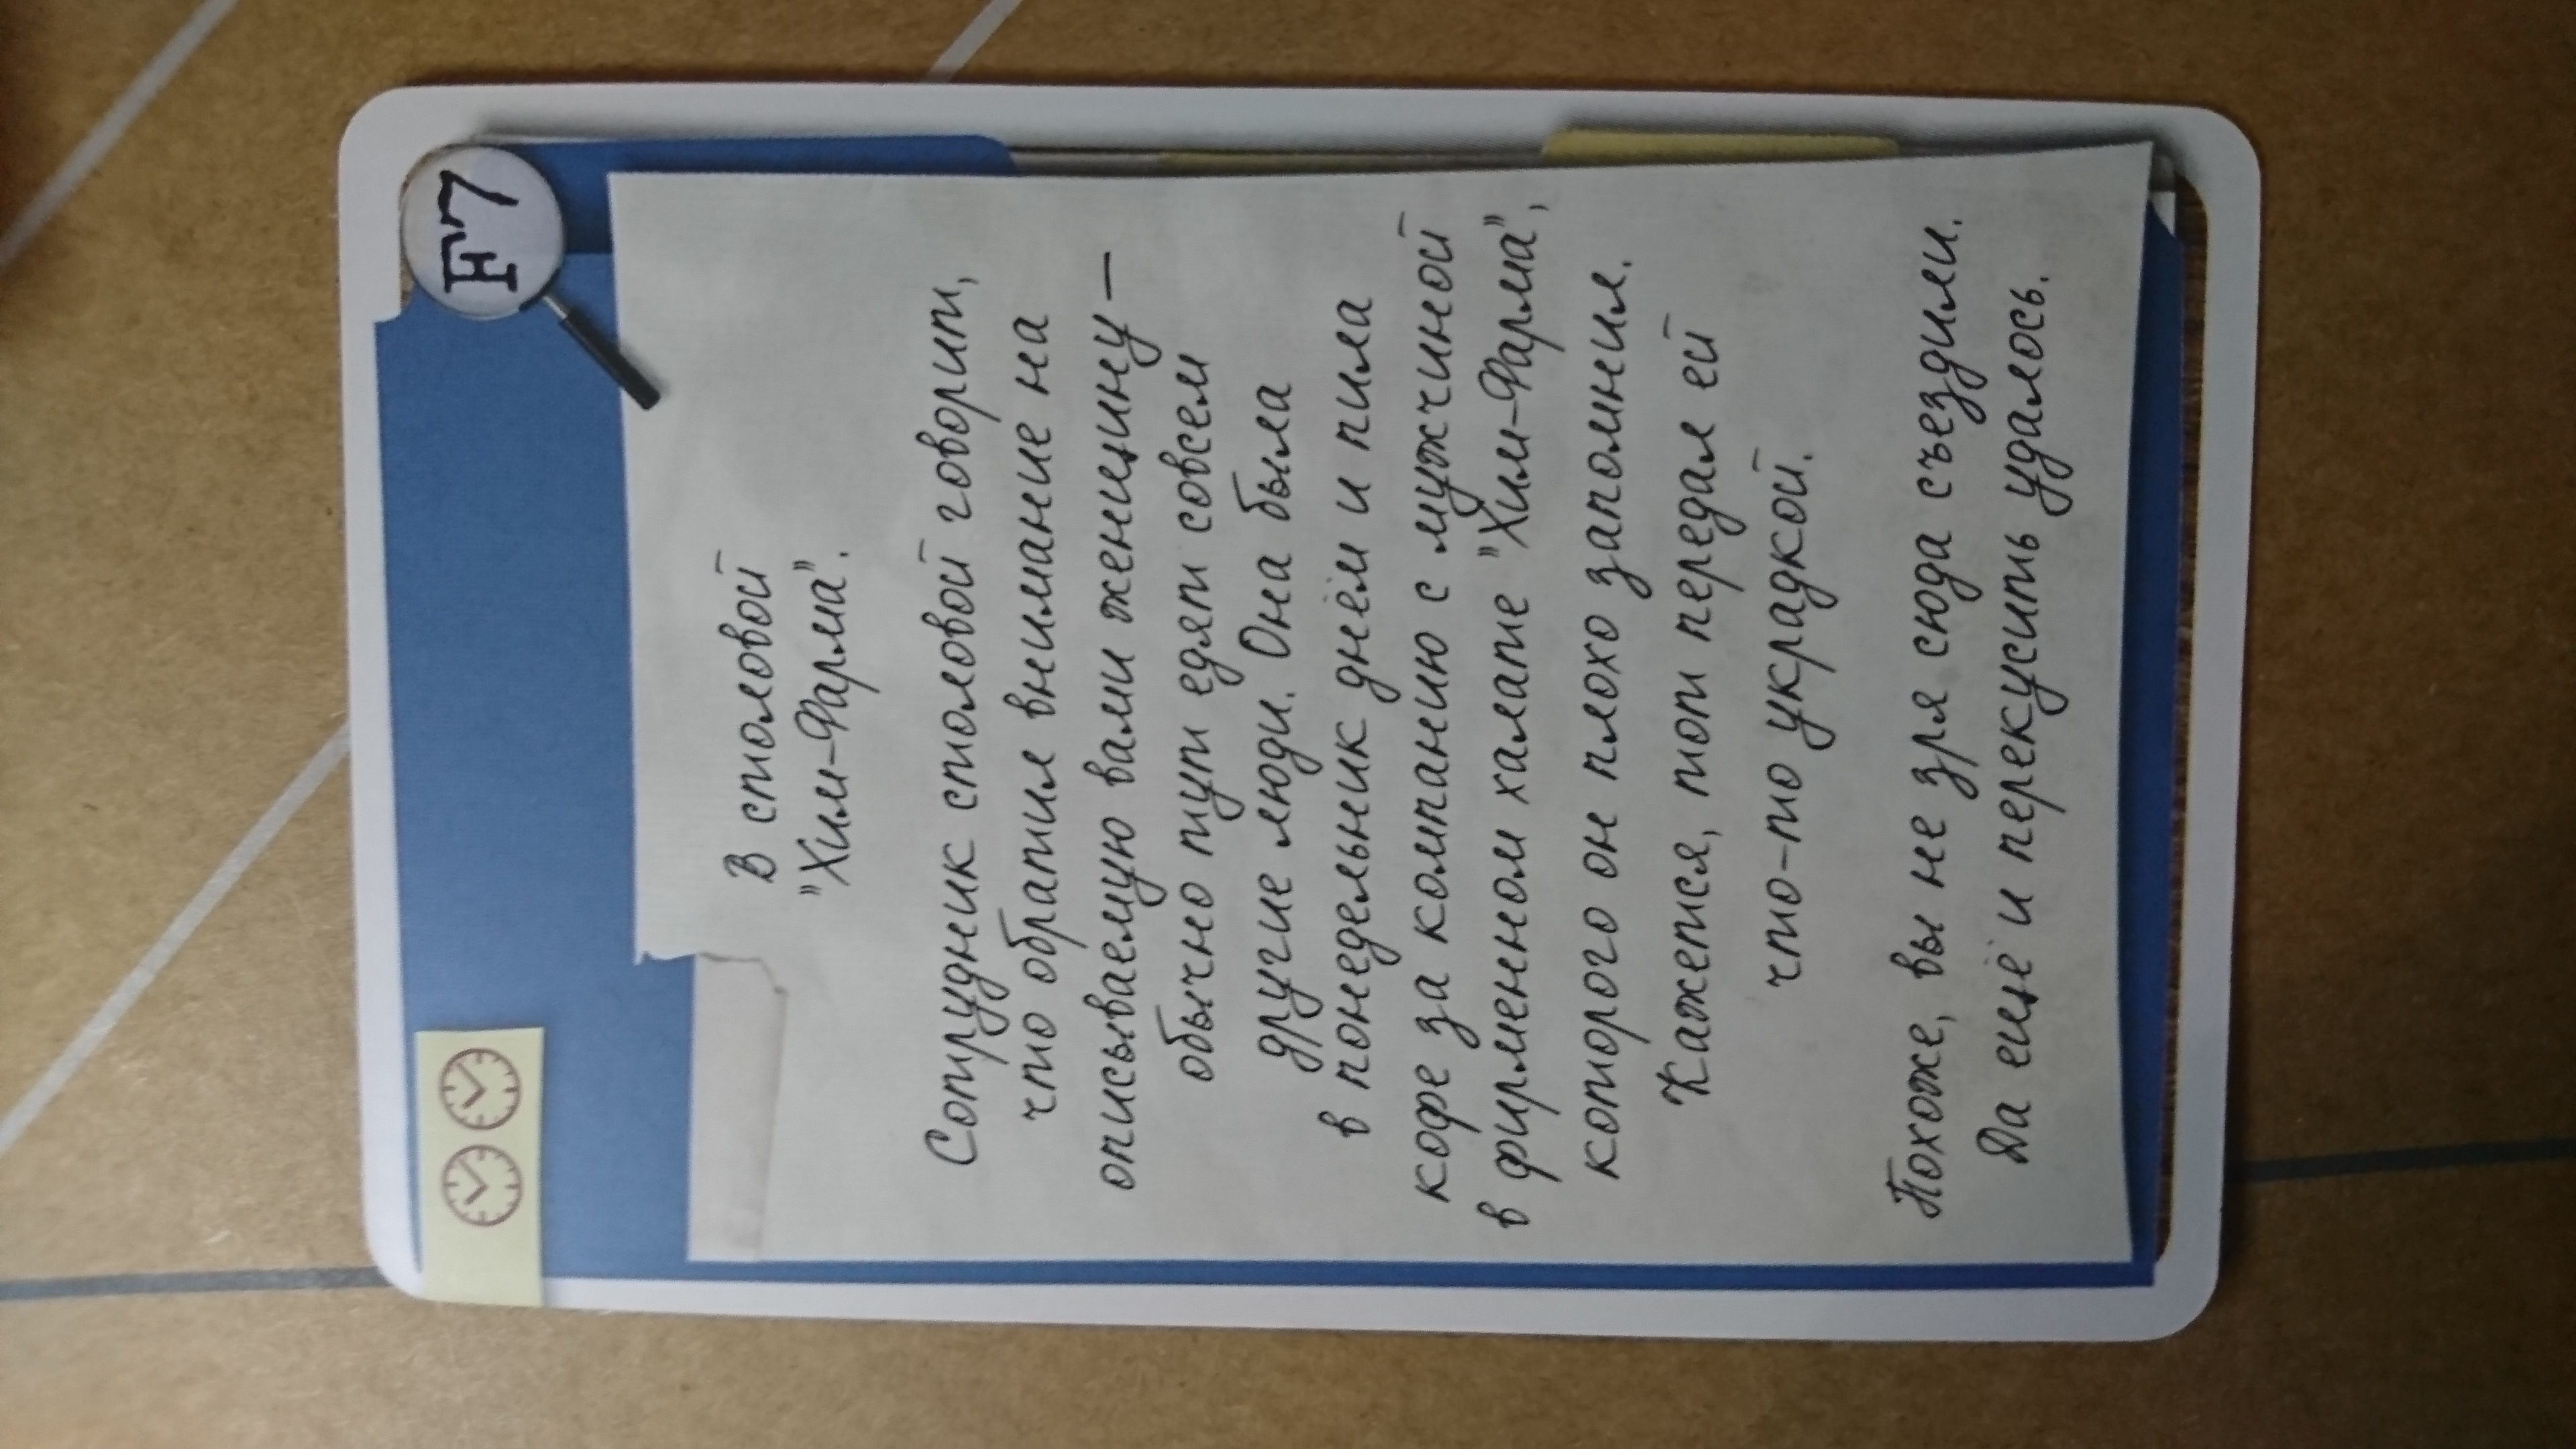 F7
В столовой
"Хим-Фарма".
Сотрудник столовой говорит,
что обратил внимание на
описываемую вами женщину —
обычно тут едят совсем
другие люди. Она была
в понедельник днём и пила
кофе за компанию с мужчиной
в фирменном халате "Хим-Фарма",
которого он плохо запомнил.
Кажется, тот передал ей
что-то украдкой.
Похоже, вы не зря сюда съездили.
Да ещё и перекусить удалось.